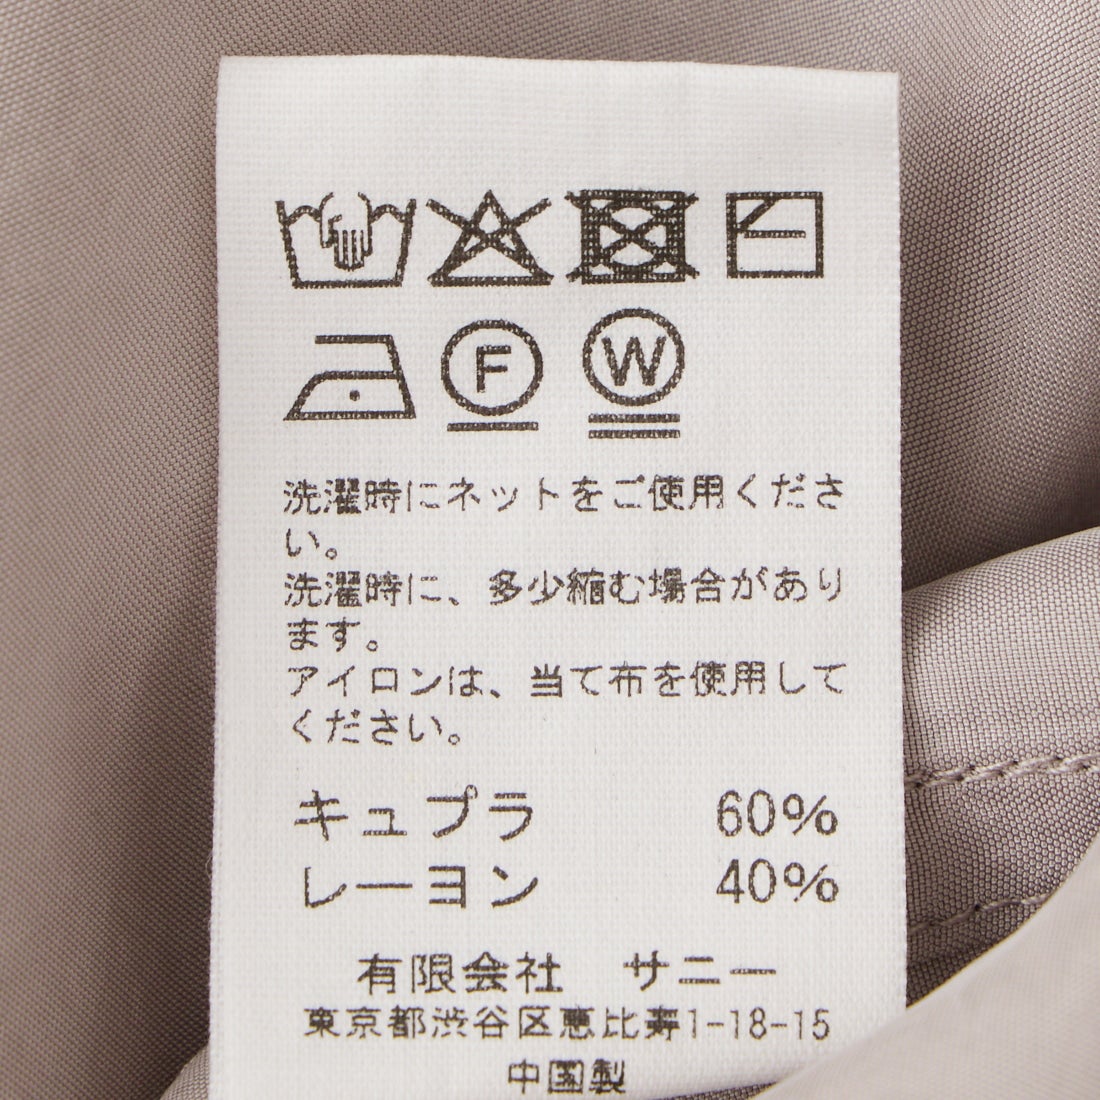 F W
洗濯時にネットをご使用くださ
い。
洗濯時に、多少縮む場合があり
ます。
アイロンは、当て布を使用して
ください。
キュプラ 60%
レーヨン 40%
有限会社 サニー
東京都渋谷区恵比寿1-18-15
中国製